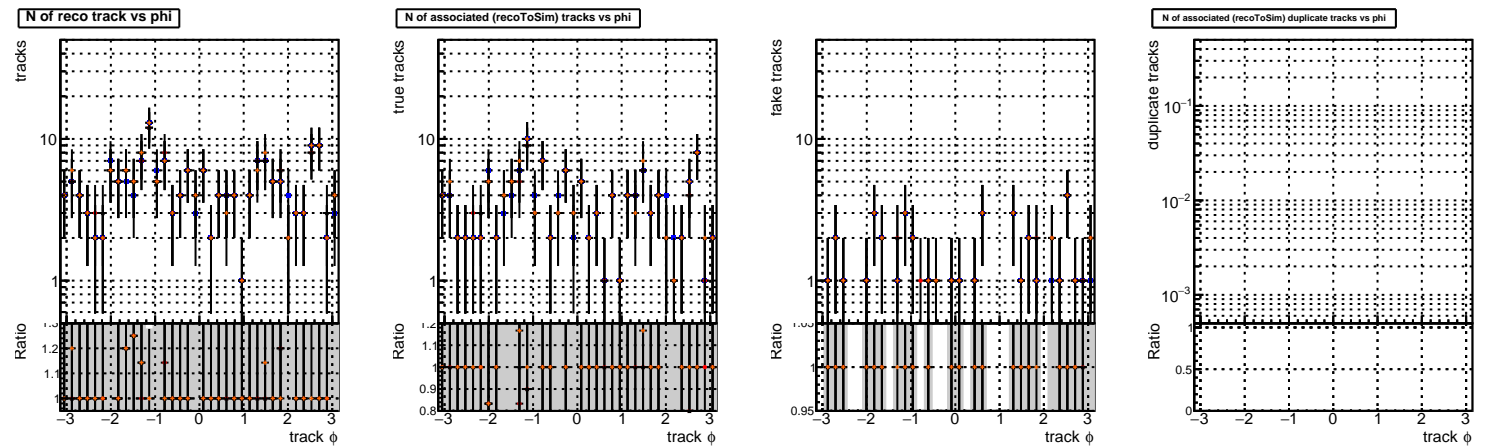 N of reco track vs phi
tracks
10
1
Ratio
1.3
1.2
1.1
1
−3 −2 −1 0 1 2 3
track ϕ
N of associated (recoToSim) tracks vs phi
true tracks
10
1
Ratio
1.2
1.1
1
0.9
0.8
−3 −2 −1 0 1 2 3
track ϕ
fake tracks
10
1
Ratio
1.05
1
0.95
−3 −2 −1 0 1 2 3
track ϕ
N of associated (recoToSim) duplicate tracks vs phi
duplicate tracks
10−1
10−2
10−3
Ratio
1
0.5
0
−3 −2 −1 0 1 2 3
track ϕ